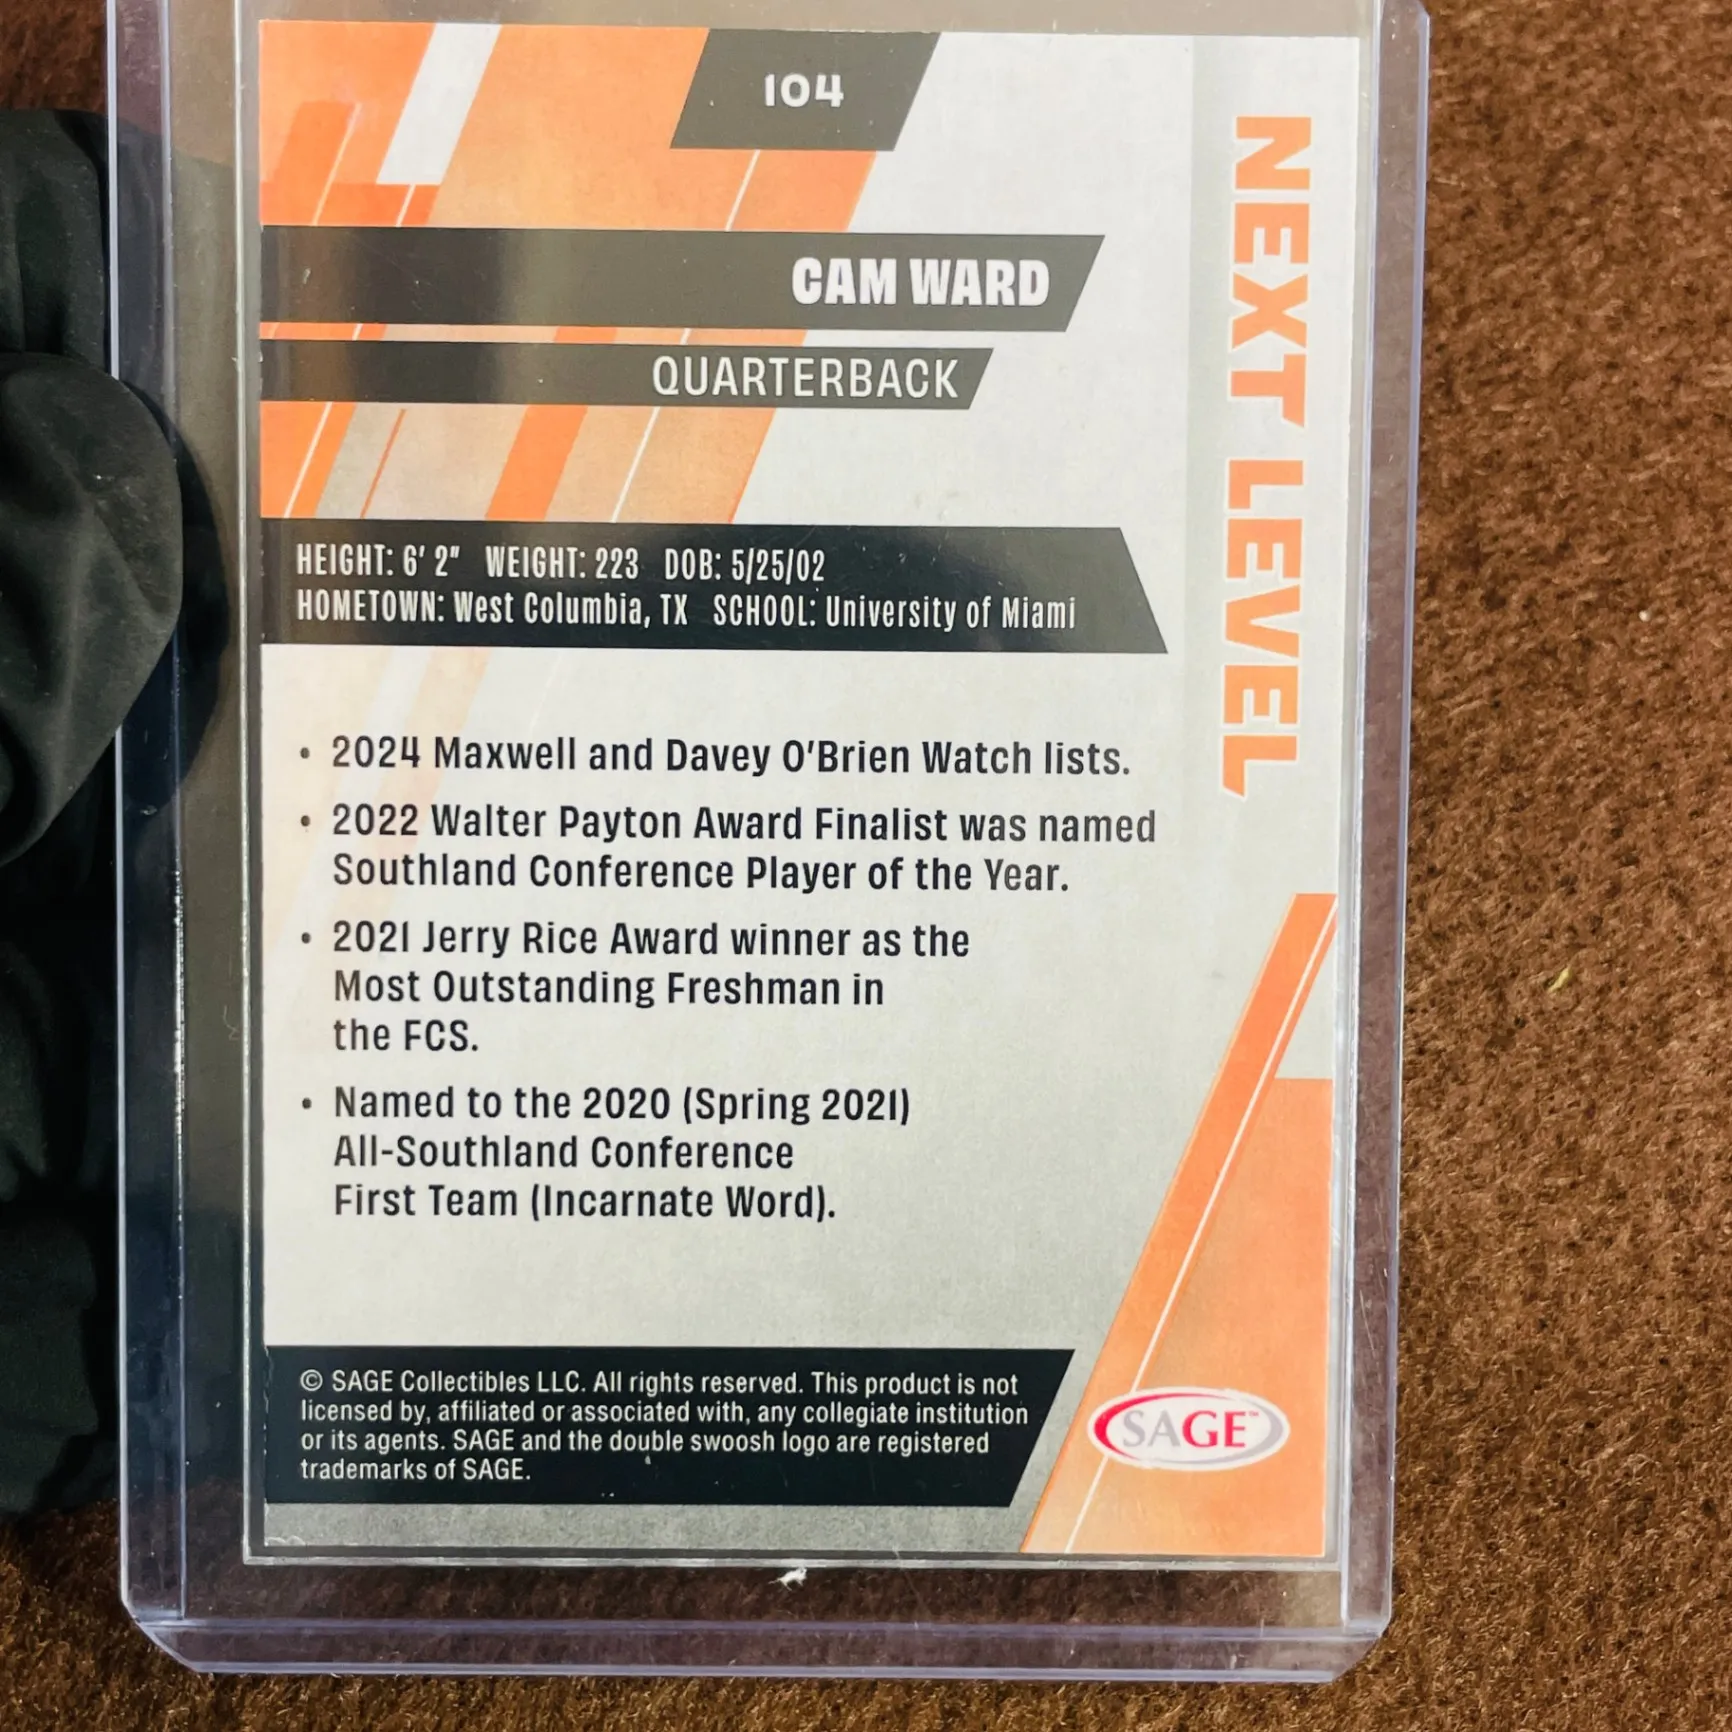 104
CAM WARD
QUARTERBACK
HEIGHT: 6' 2" WEIGHT: 223 DOB: 5/25/02
HOMETOWN: West Columbia, TX SCHOOL: University of Miami
• 2024 Maxwell and Davey O'Brien Watch lists.
• 2022 Walter Payton Award Finalist was named
Southland Conference Player of the Year.
• 2021 Jerry Rice Award winner as the
Most Outstanding Freshman in
the FCS.
• Named to the 2020 (Spring 2021)
All-Southland Conference
First Team (Incarnate Word).
© SAGE Collectibles LLC. All rights reserved. This product is not
licensed by, affiliated or associated with, any collegiate institution
or its agents. SAGE and the double swoosh logo are registered
trademarks of SAGE.
SAGE™
NEXT LEVEL